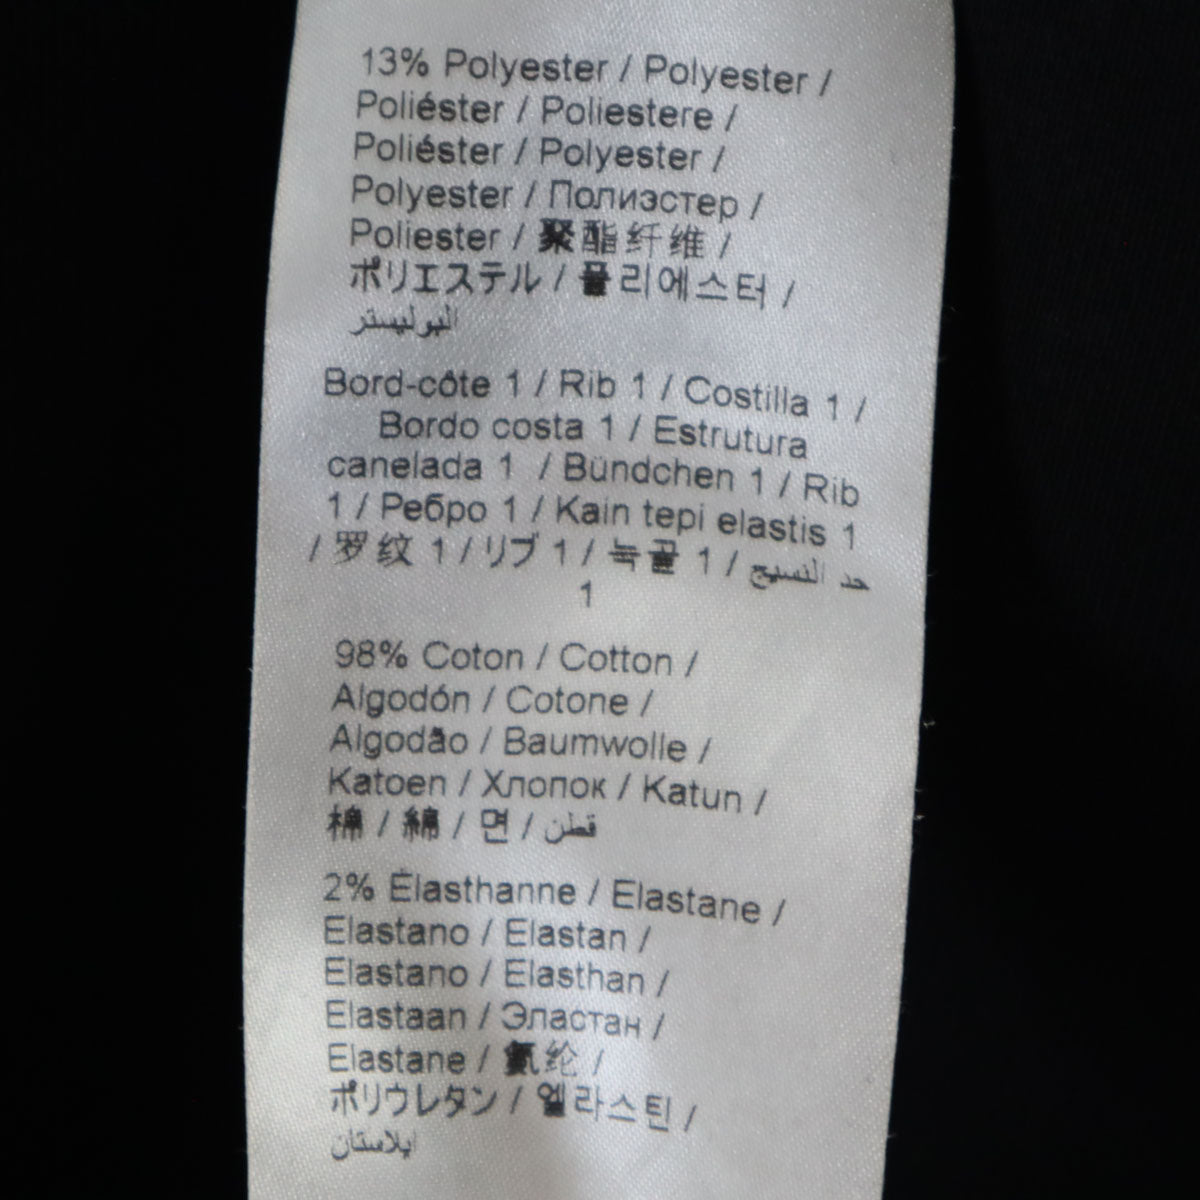 13% Polyester / Polyester /
Poliéster / Poliestere /
Poliéster / Polyester /
Polyester / Полиэстер /
Poliester / 聚酯纤维 /
ポリエステル / 폴리에스터 /
البوليستر
Bord-côte 1 / Rib 1 / Costilla 1 /
Bordo costa 1 / Estrutura
canelada 1 / Bündchen 1 / Rib
1 / Ребро 1 / Kain tepi elastis 1
/ 罗纹 1 / リブ 1 / 늑골 1 / حد النسيج
1
98% Coton / Cotton /
Algodón / Cotone /
Algodão / Baumwolle /
Katoen / Хлопок / Katun /
棉 / 綿 / 면 / قطن
2% Élasthanne / Elastane /
Elastano / Elastan /
Elastano / Elasthan /
Elastaan / Эластан /
Elastane / 氨纶 /
ポリウレタン / 엘라스틴 /
ايلاستان